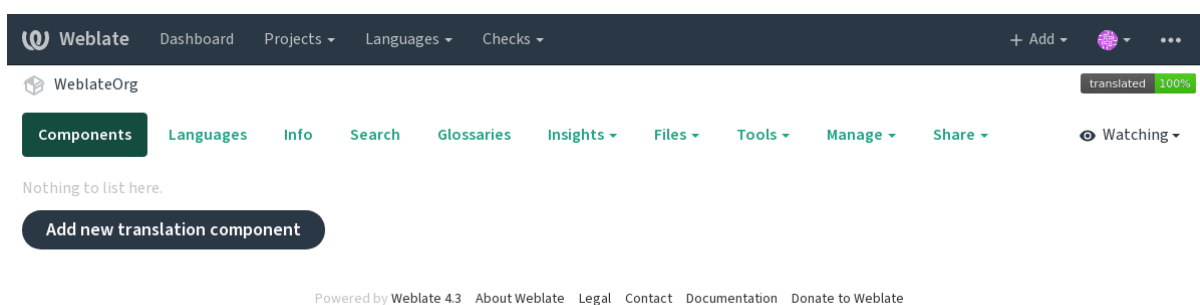 Weblate Dashboard Projects Languages Checks + Add •••
WeblateOrg translated 100%
Components Languages Info Search Glossaries Insights Files Tools Manage Share Watching
Nothing to list here.
Add new translation component
Powered by Weblate 4.3 About Weblate Legal Contact Documentation Donate to Weblate